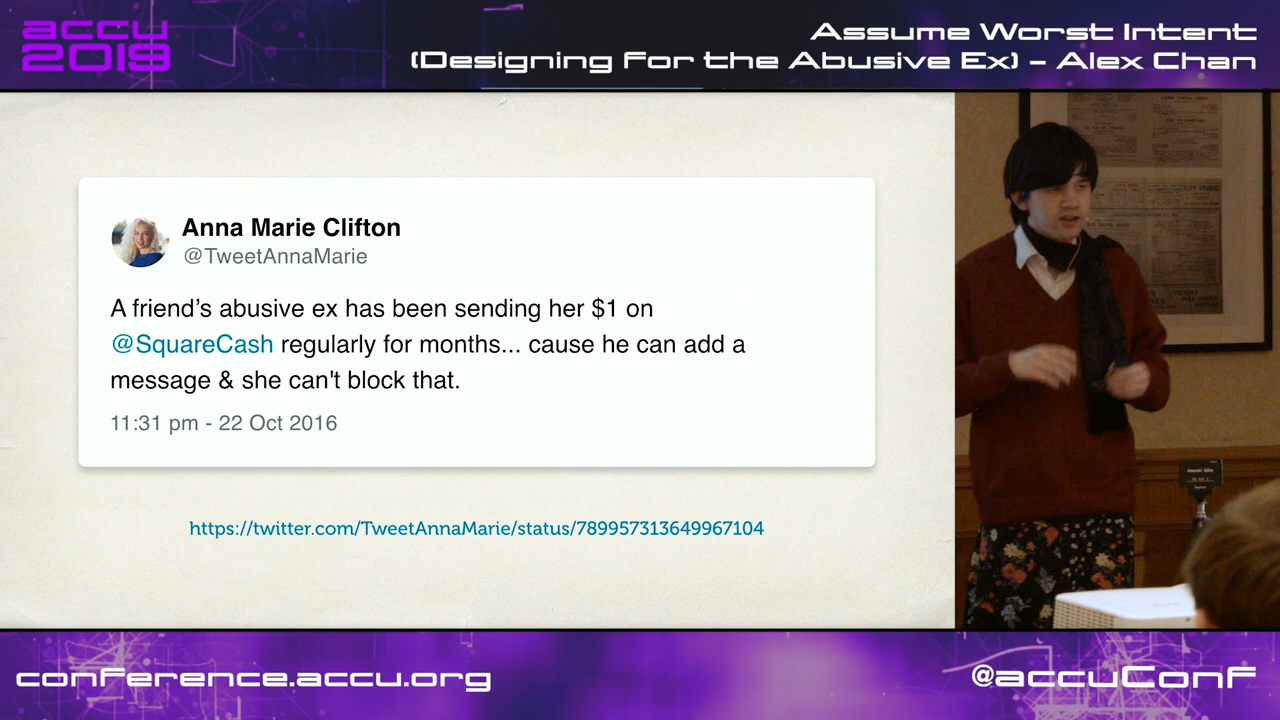 accu
2019
Assume Worst Intent
(Designing For the Abusive Ex) - Alex Chan
Anna Marie Clifton
@TweetAnnaMarie
A friend’s abusive ex has been sending her $1 on
@SquareCash regularly for months... cause he can add a
message & she can't block that.
11:31 pm - 22 Oct 2016
https://twitter.com/TweetAnnaMarie/status/789957313649967104
CITY STUDIO
conference.accu.org
@accuConf